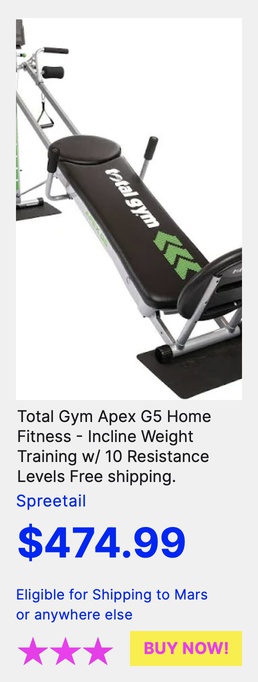 total gym
Total Gym Apex G5 Home
Fitness - Incline Weight
Training w/ 10 Resistance
Levels Free shipping.
Spreetail
$474.99
Eligible for Shipping to Mars
or anywhere else
BUY NOW!